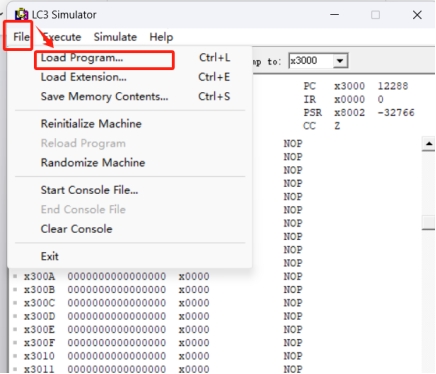 LC3 Simulator
File Execute Simulate Help
Load Program... Ctrl+L
mp to: x3000
Load Extension... Ctrl+E
PC x3000 12288
Save Memory Contents... Ctrl+S
IR x0000 0
PSR x8002 -32766
CC Z
Reinitialize Machine
Reload Program
Randomize Machine
Start Console File...
End Console File
Clear Console
Exit
NOP
NOP
NOP
NOP
NOP
NOP
NOP
NOP
NOP
NOP
x300A 0000000000000000 x0000 NOP
x300B 0000000000000000 x0000 NOP
x300C 0000000000000000 x0000 NOP
x300D 0000000000000000 x0000 NOP
x300E 0000000000000000 x0000 NOP
x300F 0000000000000000 x0000 NOP
x3010 0000000000000000 x0000 NOP
x3011 0000000000000000 x0000 NOP